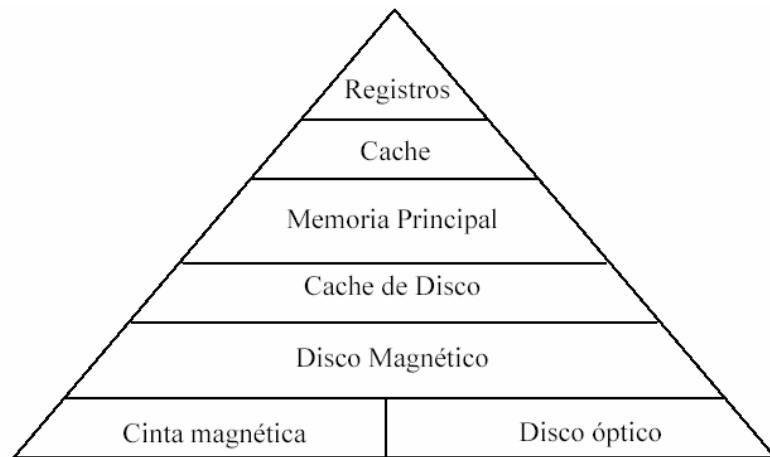 Registros
Cache
Memoria Principal
Cache de Disco
Disco Magnético
Cinta magnética
Disco óptico